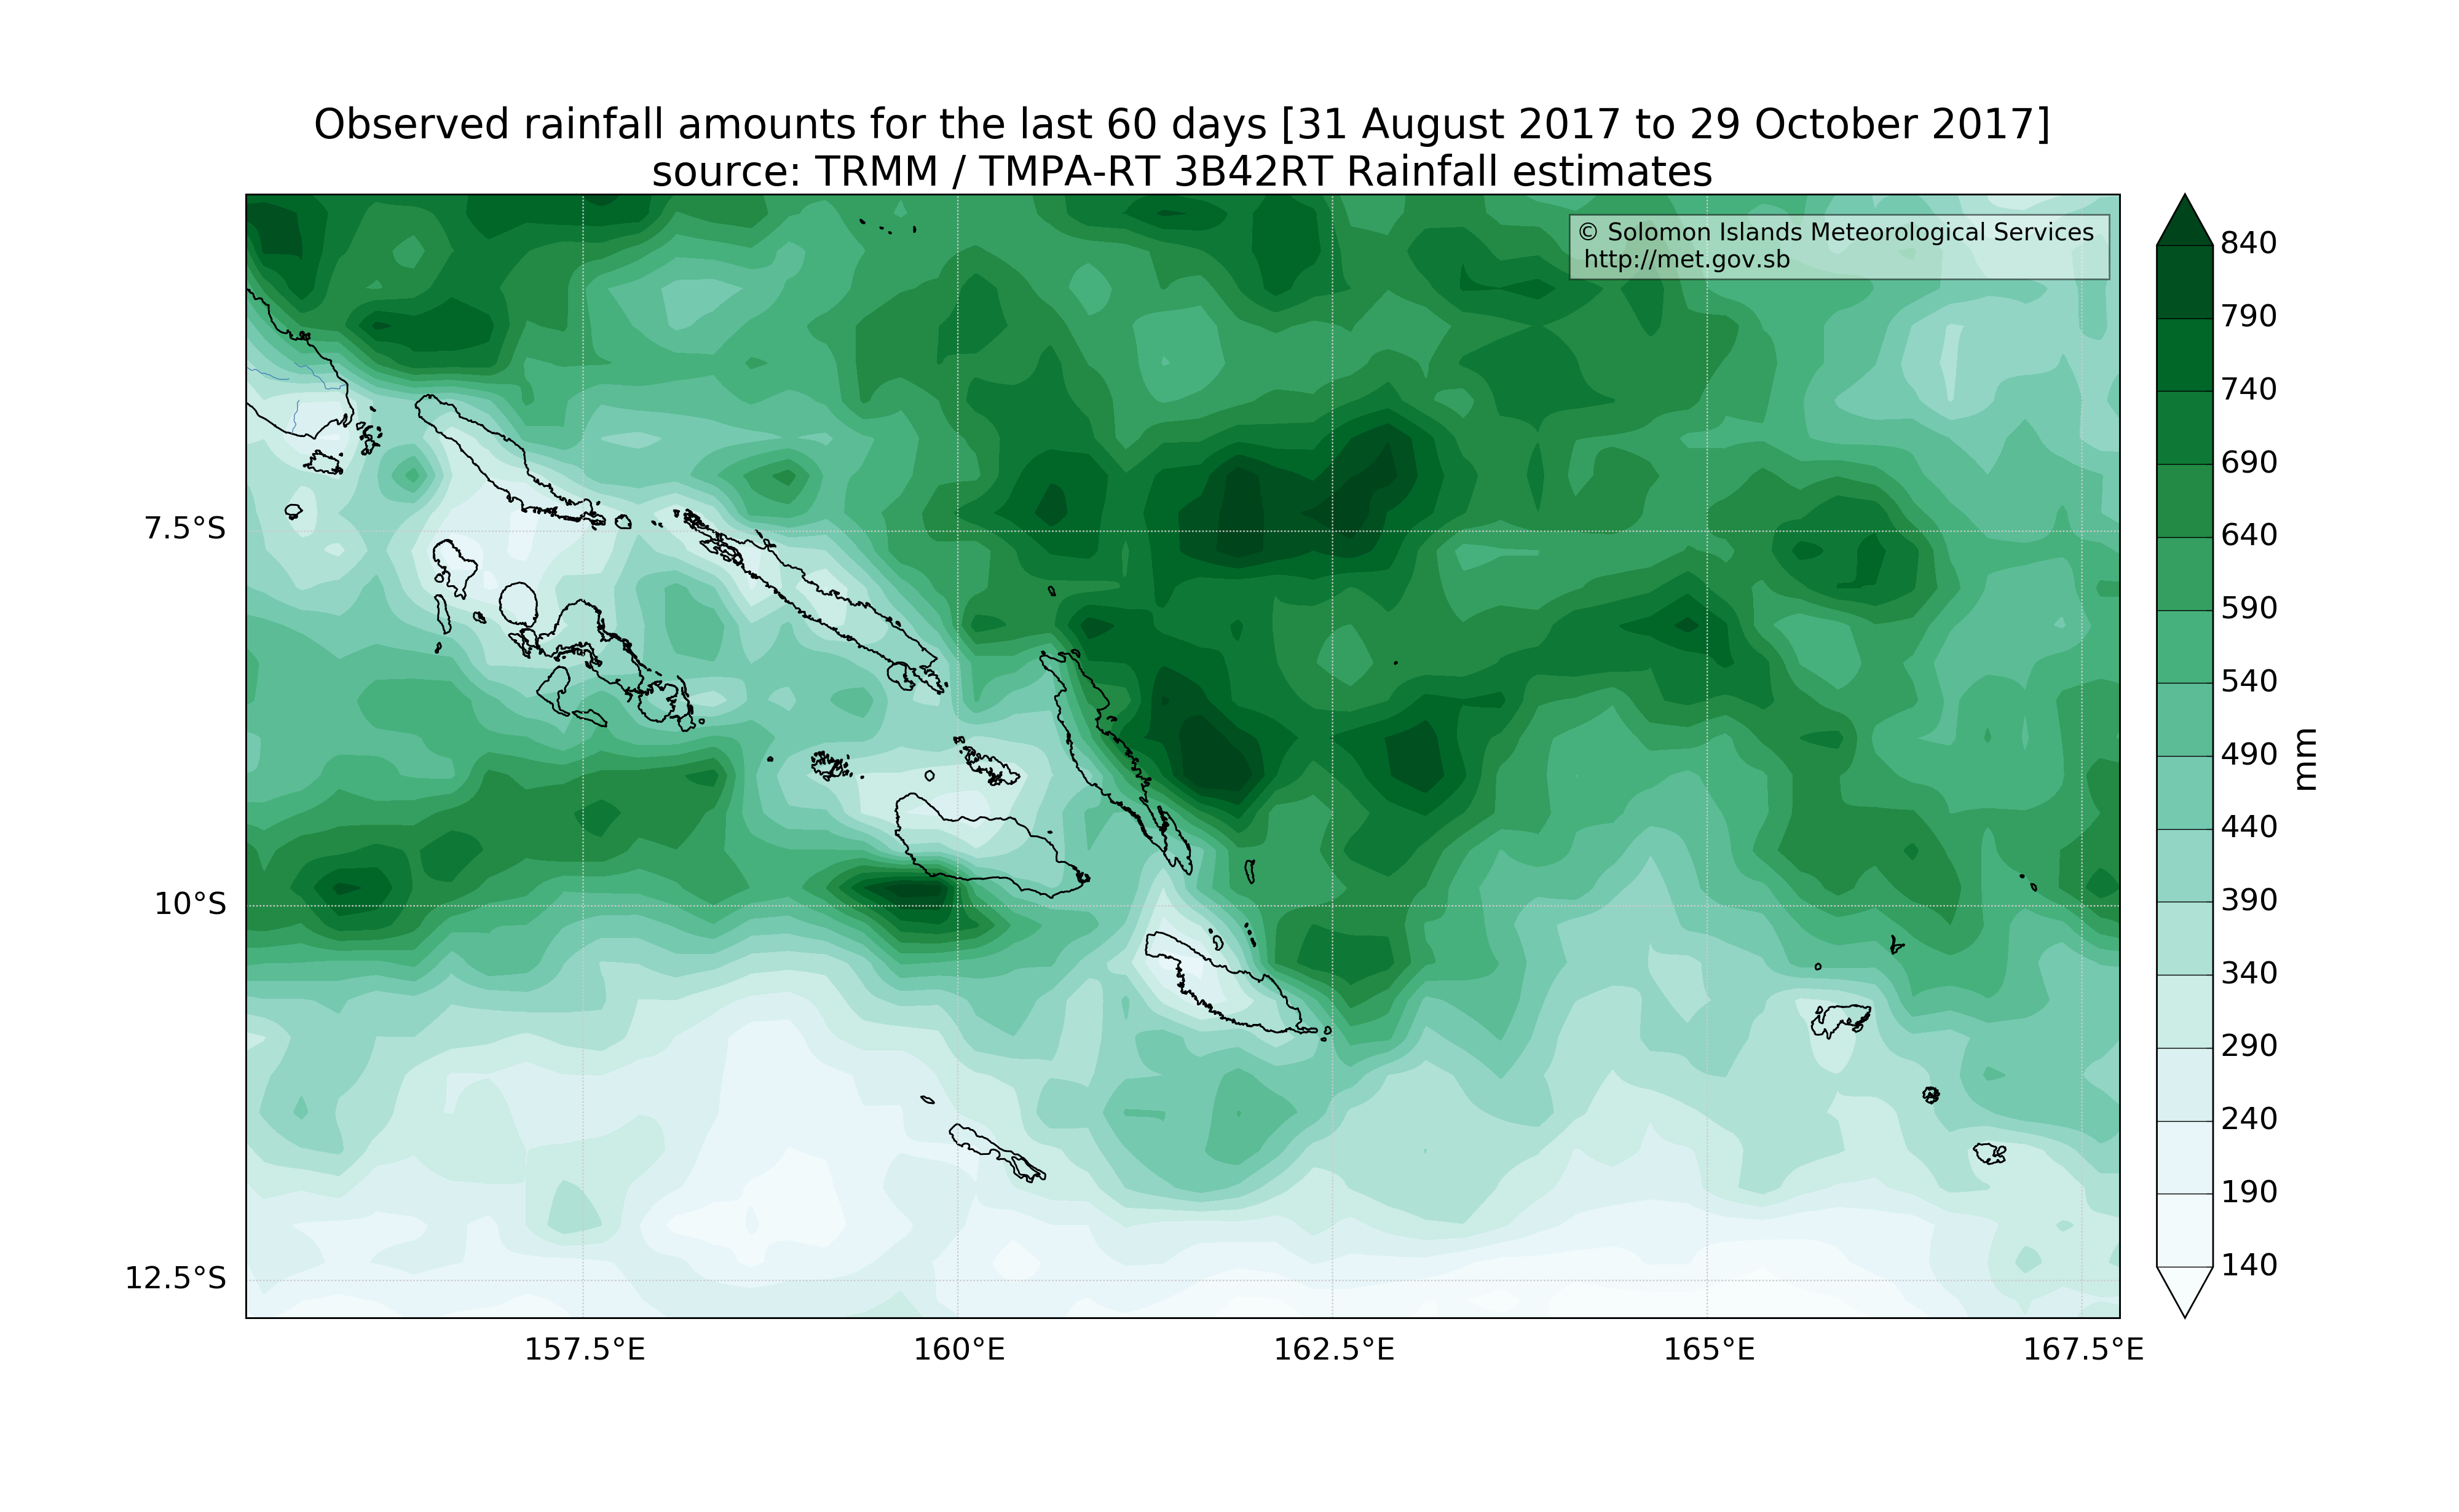 Observed rainfall amounts for the last 60 days [31 August 2017 to 29 October 2017]
source: TRMM / TMPA-RT 3B42RT Rainfall estimates
© Solomon Islands Meteorological Services
http://met.gov.sb
7.5°S
10°S
12.5°S
157.5°E
160°E
162.5°E
165°E
167.5°E
840
790
740
690
640
590
540
490
440
390
340
290
240
190
140
mm